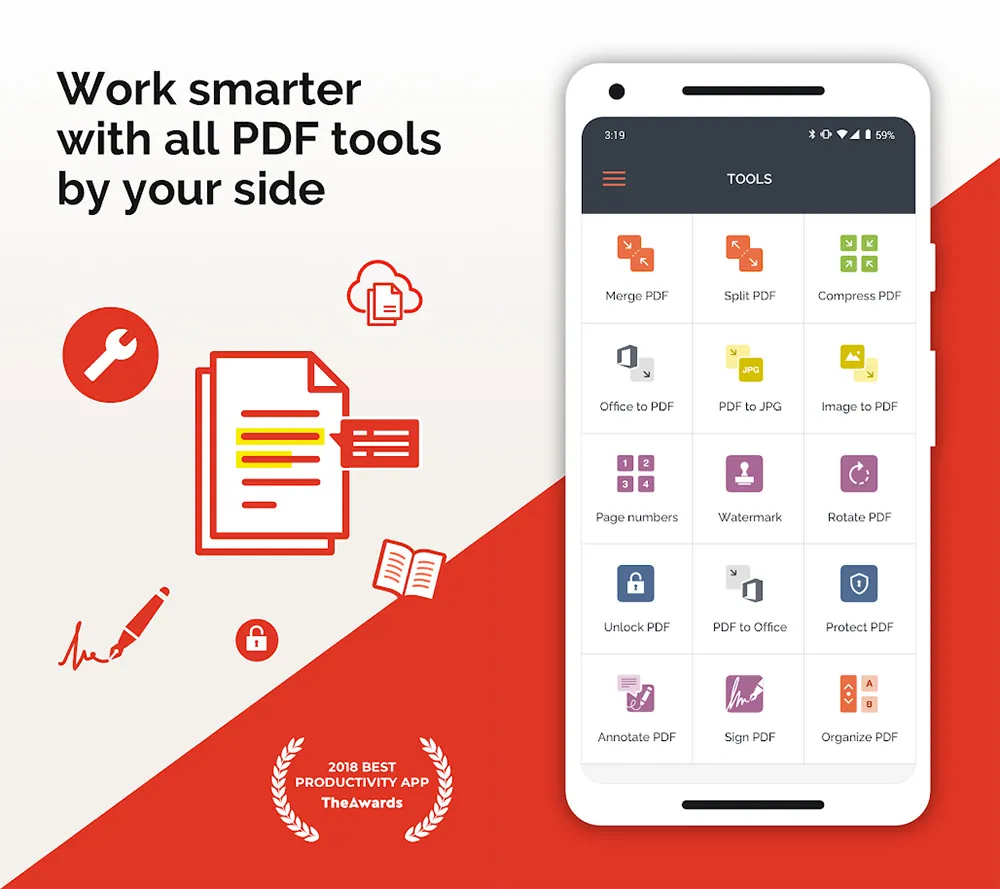 Work smarter
with all PDF tools
by your side
3:19
59%
TOOLS
Merge PDF
Split PDF
Compress PDF
Office to PDF
JPG
PDF to JPG
Image to PDF
1 2
3 4
Page numbers
Watermark
Rotate PDF
Unlock PDF
PDF to Office
Protect PDF
A
B
Annotate PDF
Sign PDF
Organize PDF
2018 BEST
PRODUCTIVITY APP
TheAwards